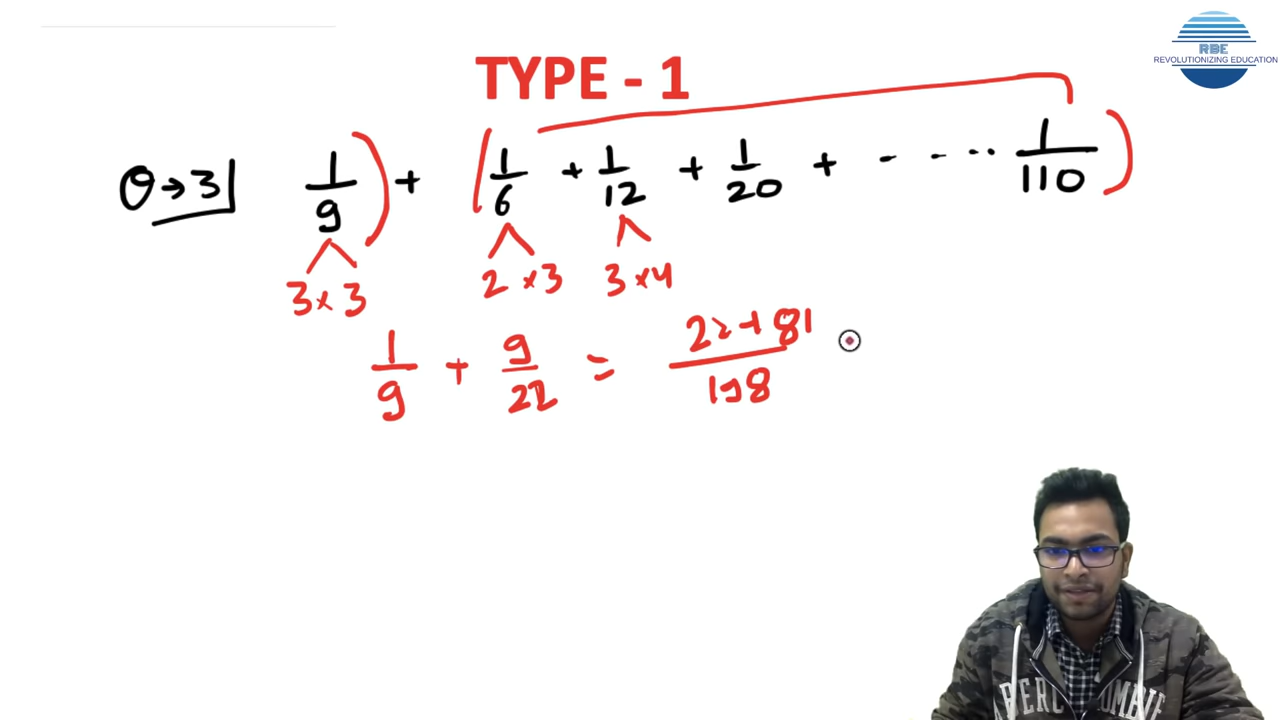 RBE
REVOLUTIONIZING EDUCATION
TYPE - 1
Q→3| 1/9) + (1/6 + 1/12 + 1/20 + - - - .. 1/110)
3×3 2×3 3×4
1/9 + 9/22 = 22+81/198